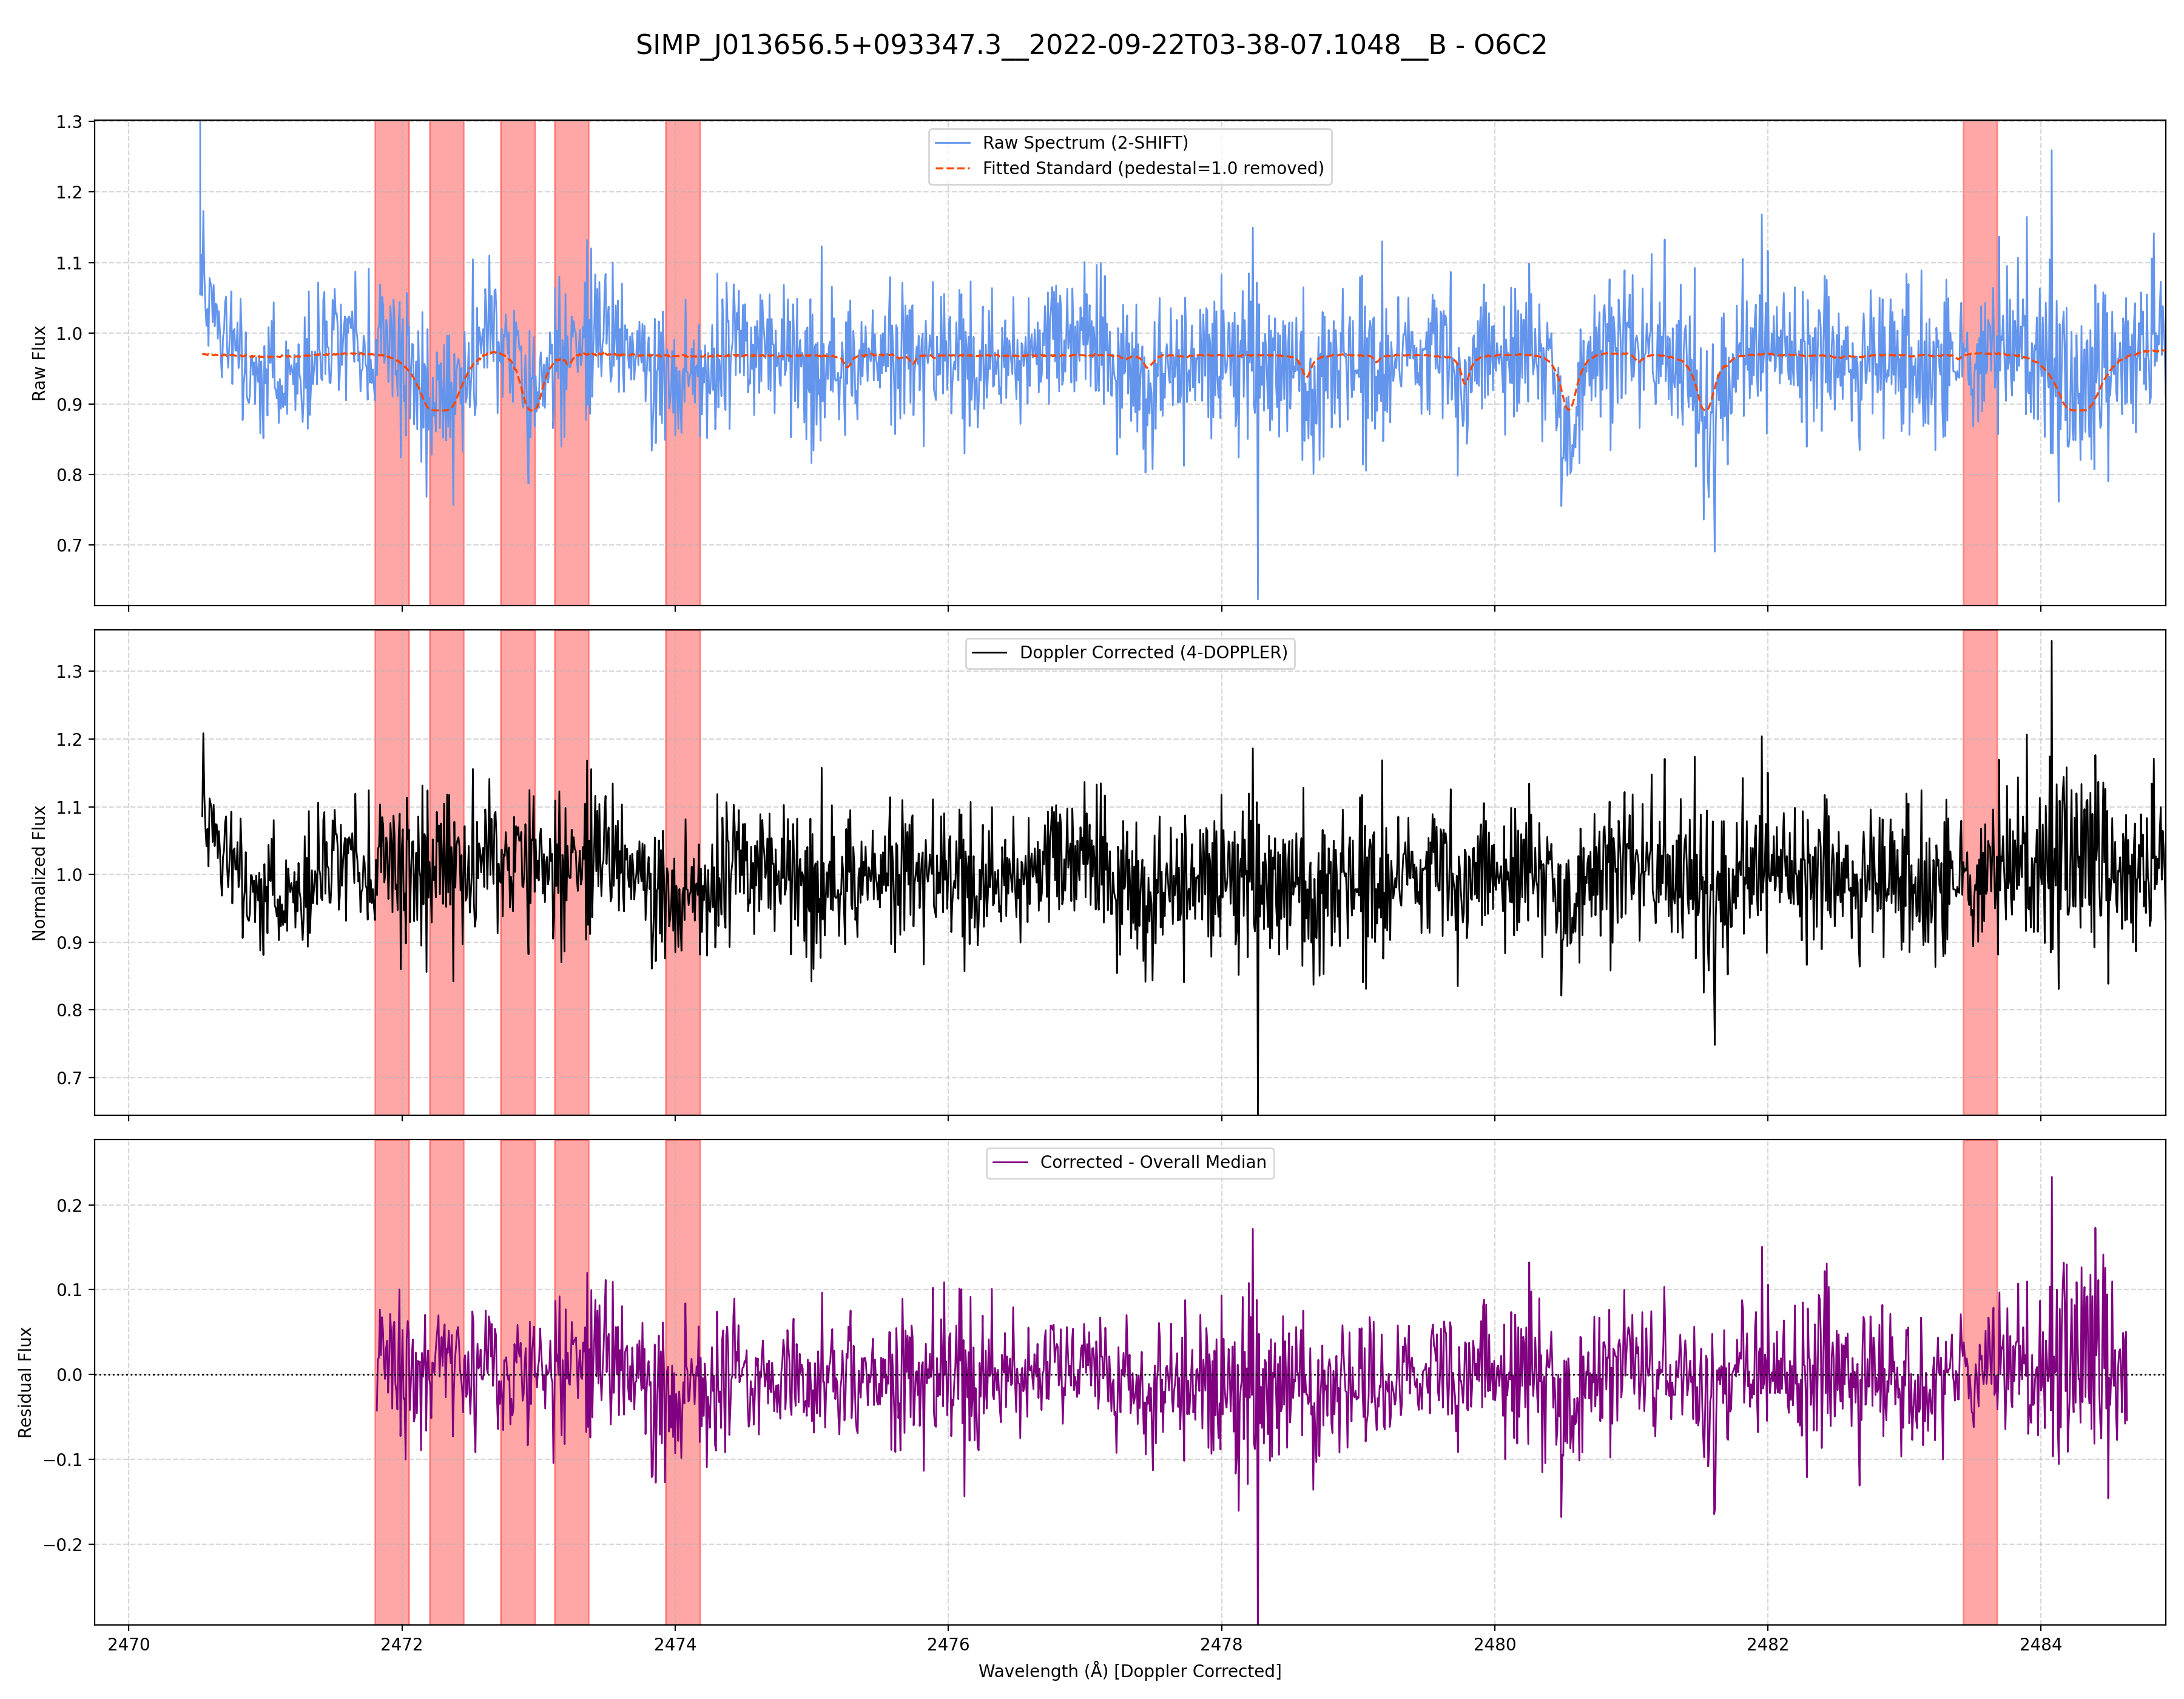 SIMP_J013656.5+093347.3__2022-09-22T03-38-07.1048__B - O6C2
Raw Spectrum (2-SHIFT)
Fitted Standard (pedestal=1.0 removed)
1.3
1.2
1.1
1.0
0.9
0.8
0.7
Raw Flux
Doppler Corrected (4-DOPPLER)
1.3
1.2
1.1
1.0
0.9
0.8
0.7
Normalized Flux
Corrected - Overall Median
0.2
0.1
0.0
−0.1
−0.2
Residual Flux
2470 2472 2474 2476 2478 2480 2482 2484
Wavelength (Å) [Doppler Corrected]